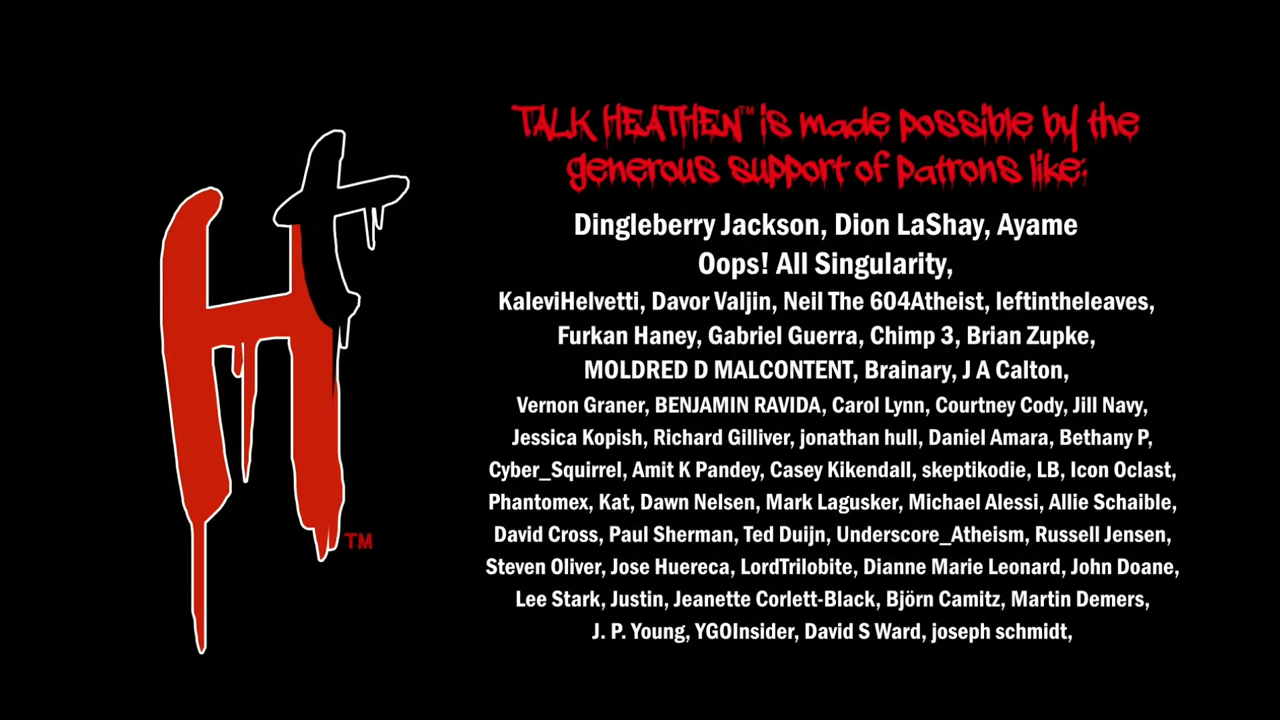 TALK HEATHEN™ is made possible by the
generous support of patrons like:
Dingleberry Jackson, Dion LaShay, Ayame
Oops! All Singularity,
KaleviHelvetti, Davor Valjin, Neil The 604Atheist, leftintheleaves,
Furkan Haney, Gabriel Guerra, Chimp 3, Brian Zupke,
MOLDRED D MALCONTENT, Brainary, J A Calton,
Vernon Graner, BENJAMIN RAVIDA, Carol Lynn, Courtney Cody, Jill Navy,
Jessica Kopish, Richard Gilliver, jonathan hull, Daniel Amara, Bethany P,
Cyber_Squirrel, Amit K Pandey, Casey Kikendall, skeptikodie, LB, Icon Oclast,
Phantomex, Kat, Dawn Nelsen, Mark Lagusker, Michael Alessi, Allie Schaible,
David Cross, Paul Sherman, Ted Duijn, Underscore_Atheism, Russell Jensen,
Steven Oliver, Jose Huereca, LordTrilobite, Dianne Marie Leonard, John Doane,
Lee Stark, Justin, Jeanette Corlett-Black, Björn Camitz, Martin Demers,
J. P. Young, YGOInsider, David S Ward, joseph schmidt,
Ht
TM